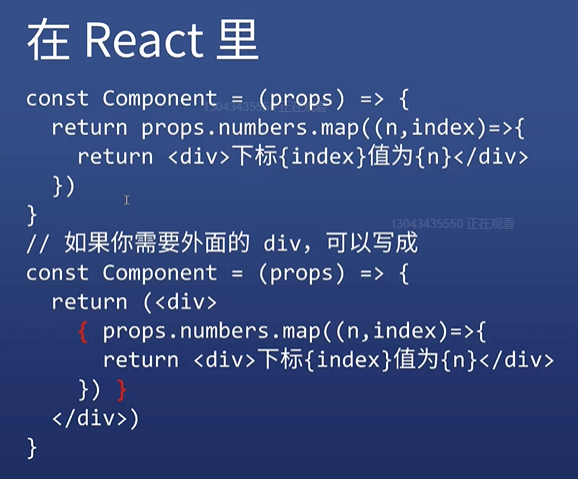 在 React 里
const Component = (props) => {
  return props.numbers.map((n,index)=>{
    return <div>下标{index}值为{n}</div>
  })
}
13043435550 正在观看
// 如果你需要外面的 div，可以写成
const Component = (props) => {
  return (<div>
    { props.numbers.map((n,index)=>{
      return <div>下标{index}值为{n}</div>
    }) }
  </div>)
}